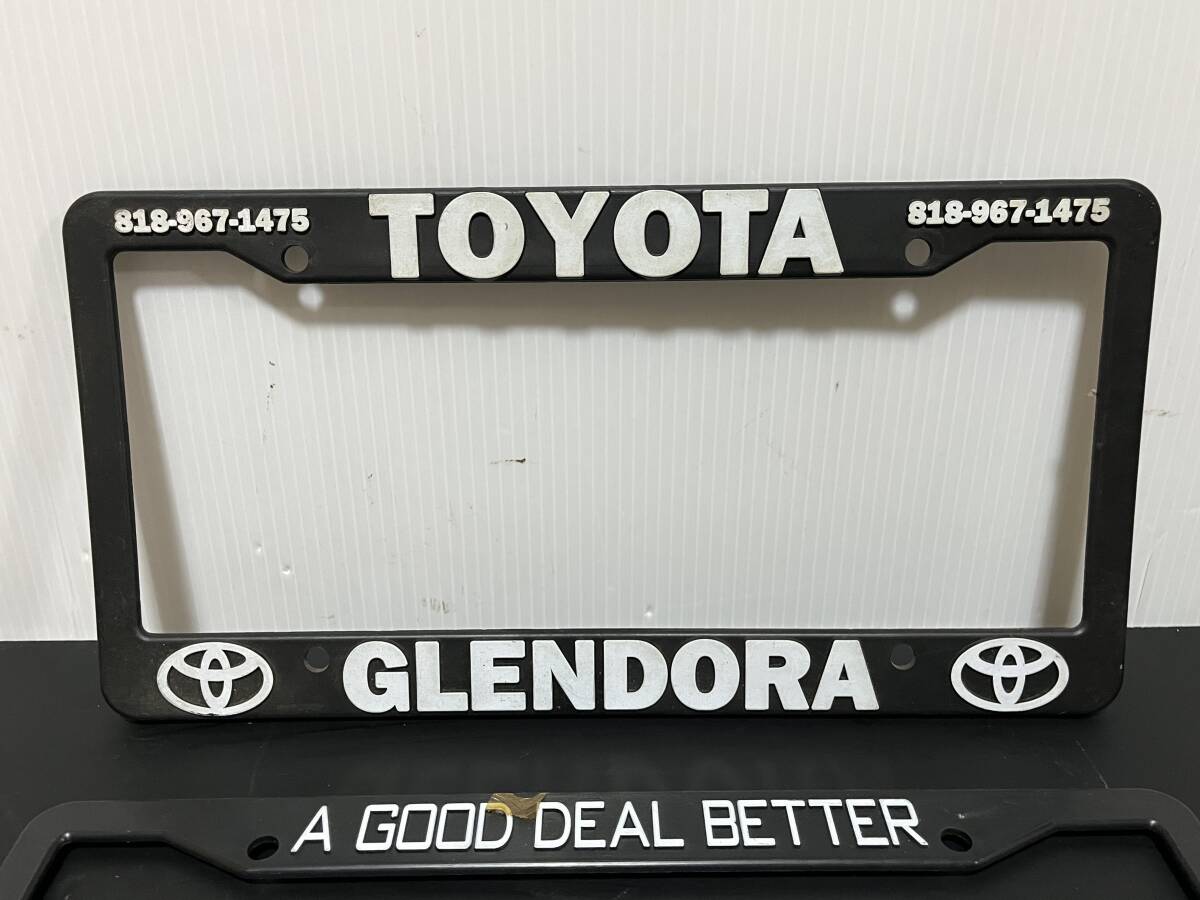 818-967-1475 TOYOTA 818-967-1475
GLENDORA
A GOOD DEAL BETTER